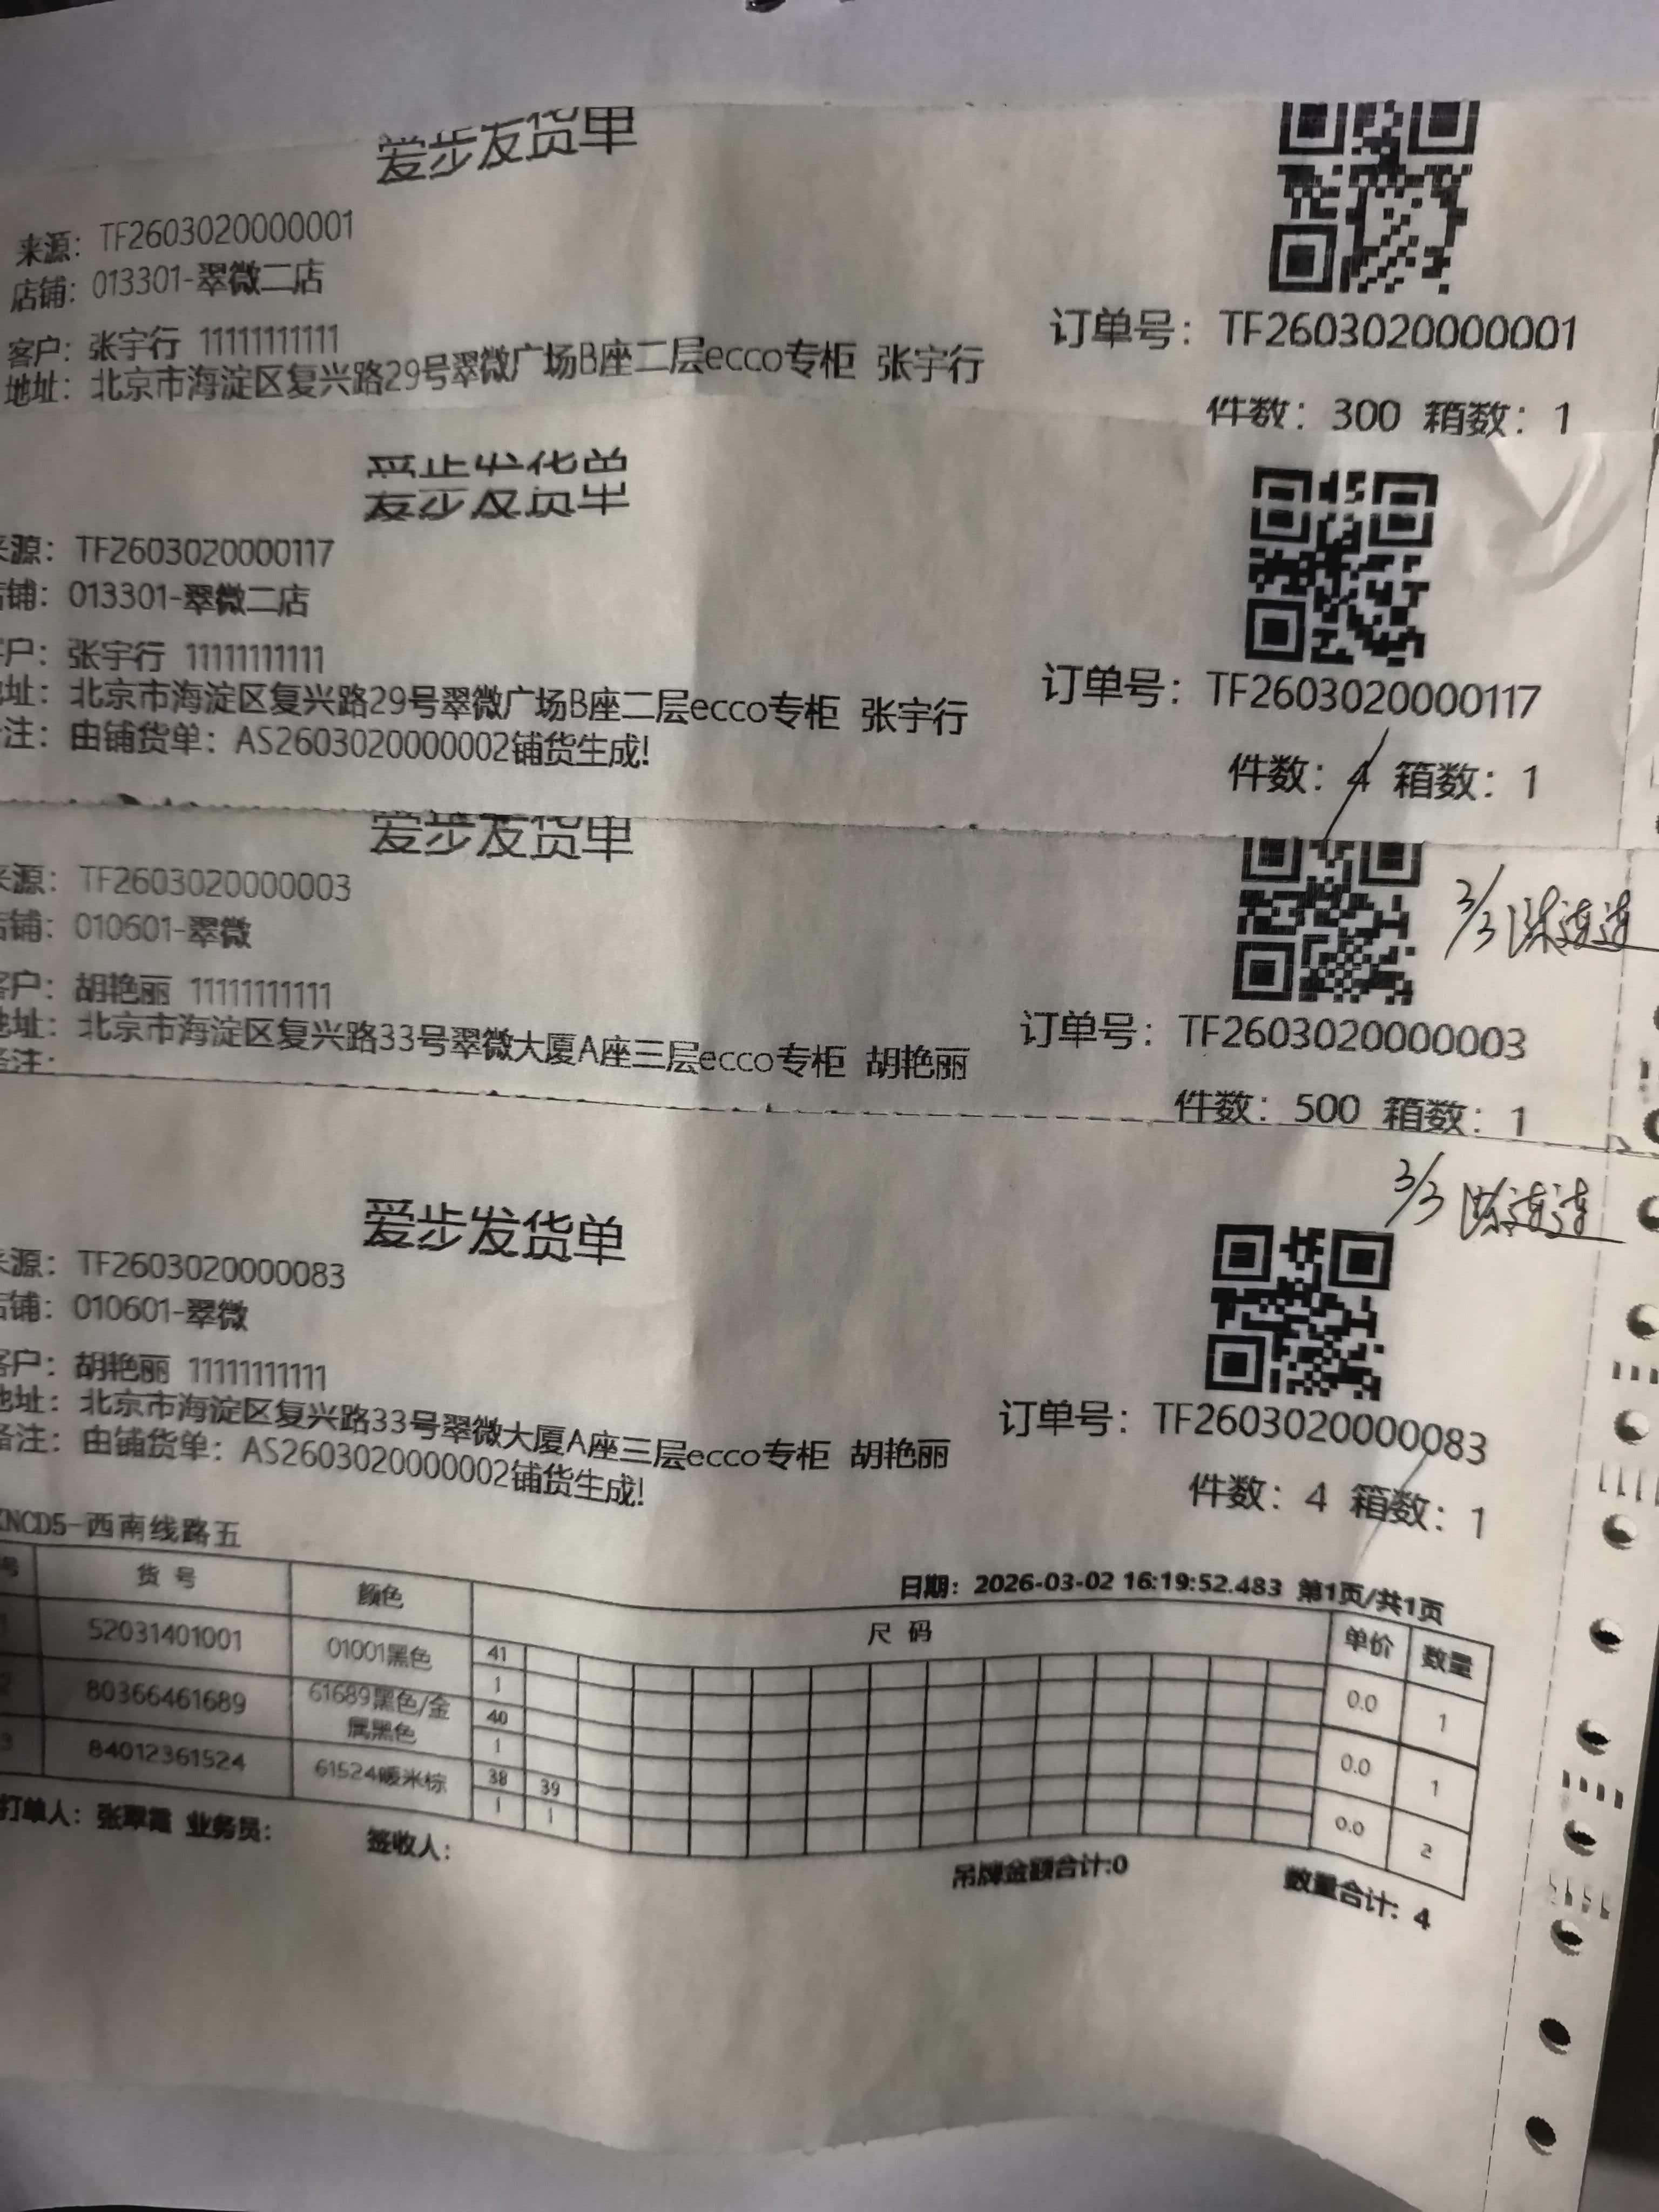 爱步发货单
来源：TF2603020000001
店铺：013301-翠微二店
客户：张宇行 11111111111
地址：北京市海淀区复兴路29号翠微广场B座二层ecco专柜 张宇行
订单号：TF2603020000001
件数：300 箱数：1
爱步发货单
来源：TF2603020000117
店铺：013301-翠微二店
客户：张宇行 11111111111
地址：北京市海淀区复兴路29号翠微广场B座二层ecco专柜 张宇行
备注：由铺货单：AS2603020000002铺货生成!
订单号：TF2603020000117
件数：4 箱数：1
爱步发货单
来源：TF2603020000003
店铺：010601-翠微
3/3
客户：胡艳丽 11111111111
地址：北京市海淀区复兴路33号翠微大厦A座三层ecco专柜 胡艳丽
备注：
订单号：TF2603020000003
件数：500 箱数：1
3/3
爱步发货单
来源：TF2603020000083
店铺：010601-翠微
客户：胡艳丽 11111111111
地址：北京市海淀区复兴路33号翠微大厦A座三层ecco专柜 胡艳丽
备注：由铺货单：AS2603020000002铺货生成!
订单号：TF2603020000083
件数：4 箱数：1
NCD5-西南线路五
日期：2026-03-02 16:19:52.483 第1页/共1页
号 货号 颜色 尺码 单价 数量
1 52031401001 01001黑色 41 0.0 1
1
2 80366461689 61689黑色/金属黑色 40 0.0 1
1
3 84012361524 61524暖米棕 38 39 0.0 2
1 1
打单人：张翠霞 业务员： 签收人： 吊牌金额合计:0 数量合计: 4